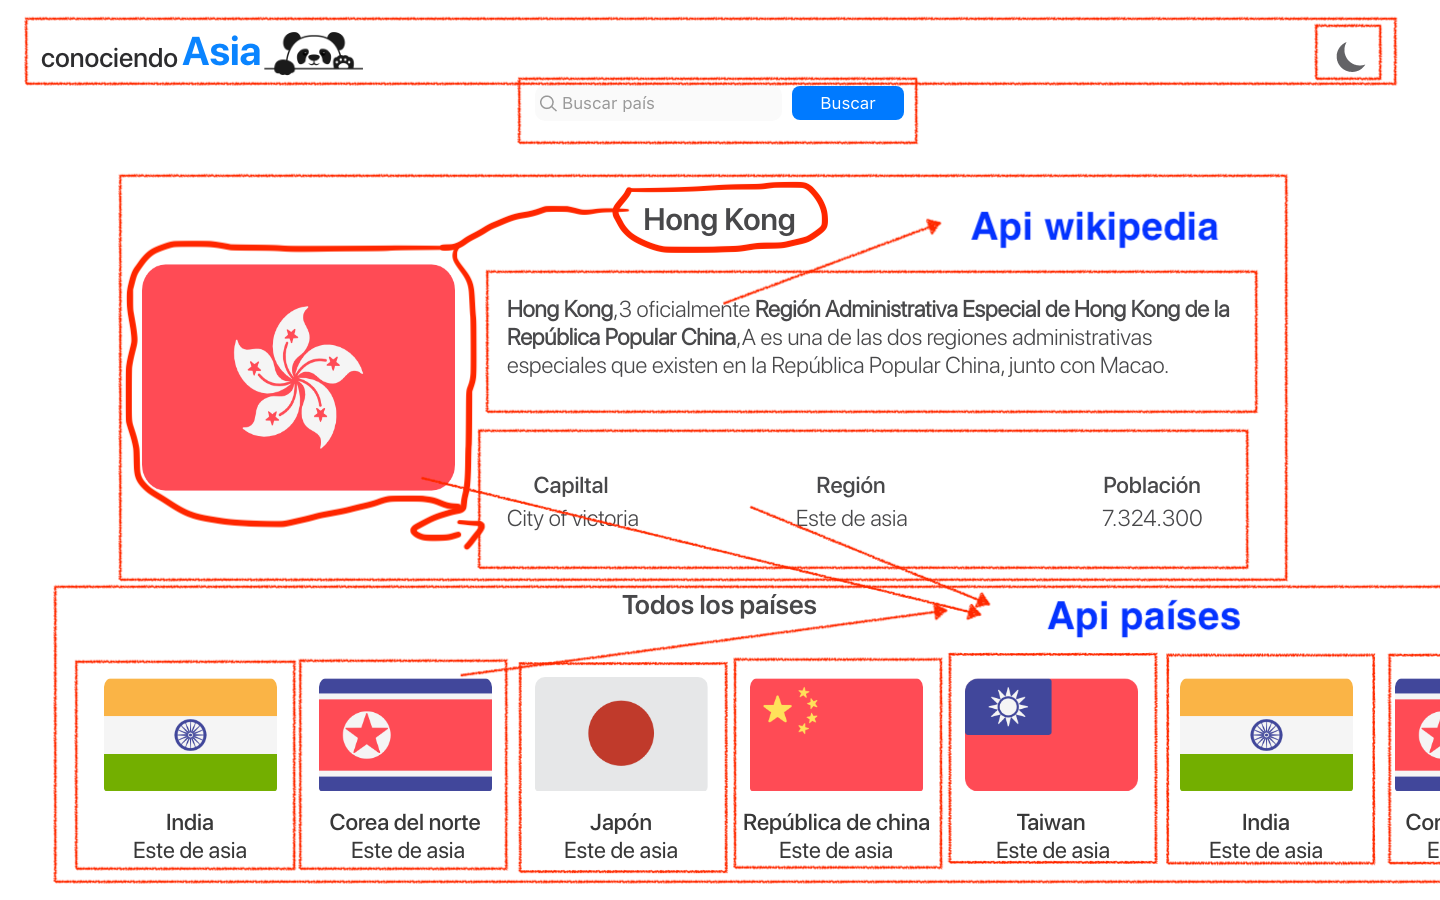 conociendo Asia
Buscar país
Buscar
Hong Kong
Api wikipedia
Hong Kong,3 oficialmente Región Administrativa Especial de Hong Kong de la
República Popular China,A es una de las dos regiones administrativas
especiales que existen en la República Popular China, junto con Macao.
Capiltal Región Población
City of victoria Este de asia 7.324.300
Todos los países
Api países
India Corea del norte Japón República de china Taiwan India Cor
Este de asia Este de asia Este de asia Este de asia Este de asia Este de asia E